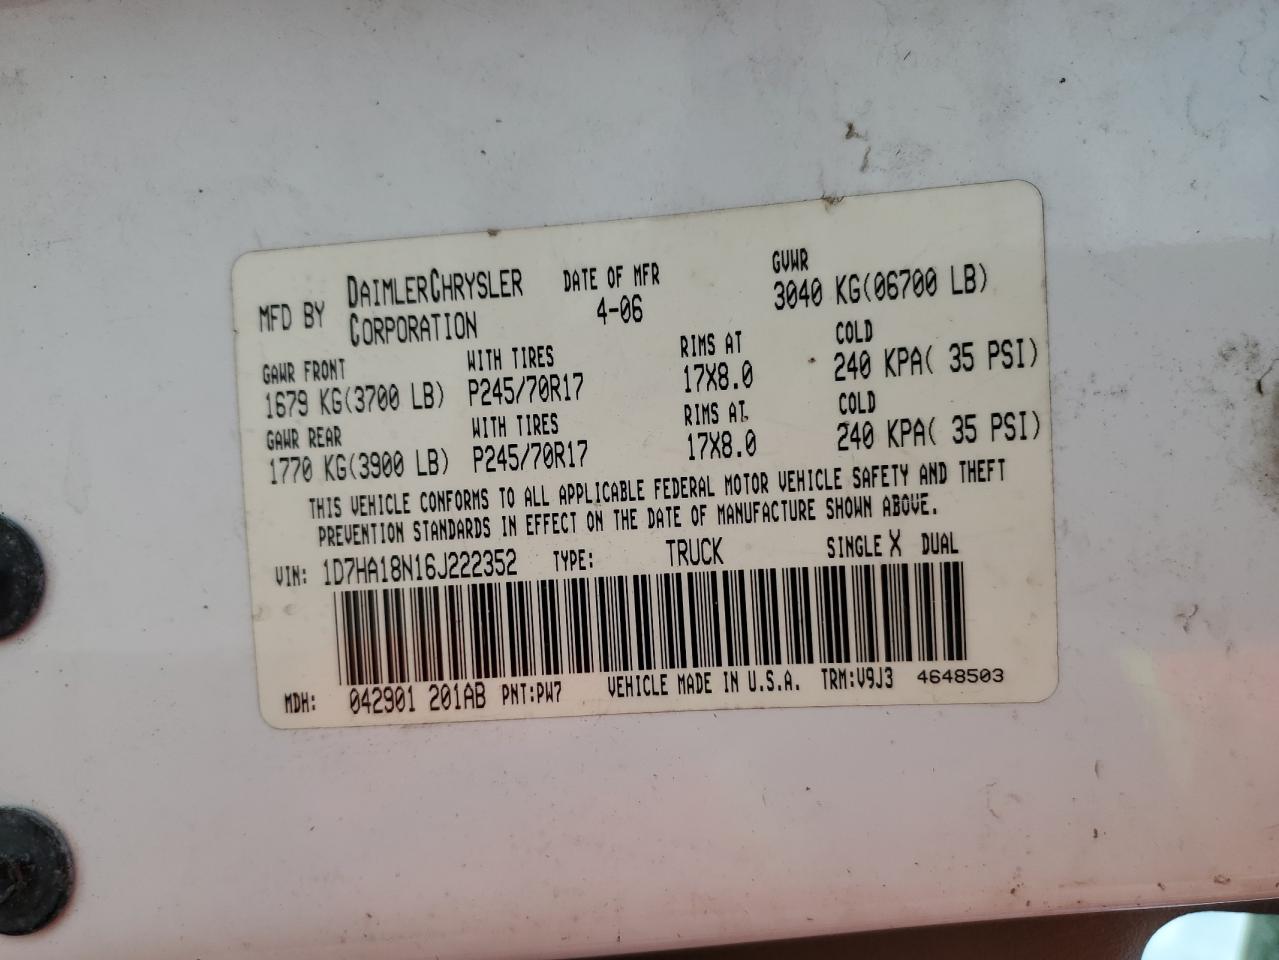 MFD BY DAIMLERCHRYSLER CORPORATION DATE OF MFR 4-06 GVWR 3040 KG(06700 LB)
GAWR FRONT WITH TIRES RIMS AT COLD
1679 KG(3700 LB) P245/70R17 17X8.0 240 KPA( 35 PSI)
GAWR REAR WITH TIRES RIMS AT COLD
1770 KG(3900 LB) P245/70R17 17X8.0 240 KPA( 35 PSI)
THIS VEHICLE CONFORMS TO ALL APPLICABLE FEDERAL MOTOR VEHICLE SAFETY AND THEFT
PREVENTION STANDARDS IN EFFECT ON THE DATE OF MANUFACTURE SHOWN ABOVE.
VIN: 1D7HA18N16J222352 TYPE: TRUCK SINGLE X DUAL
MDH: 042901 201AB PNT:PW7 VEHICLE MADE IN U.S.A. TRM:V9J3 4648503